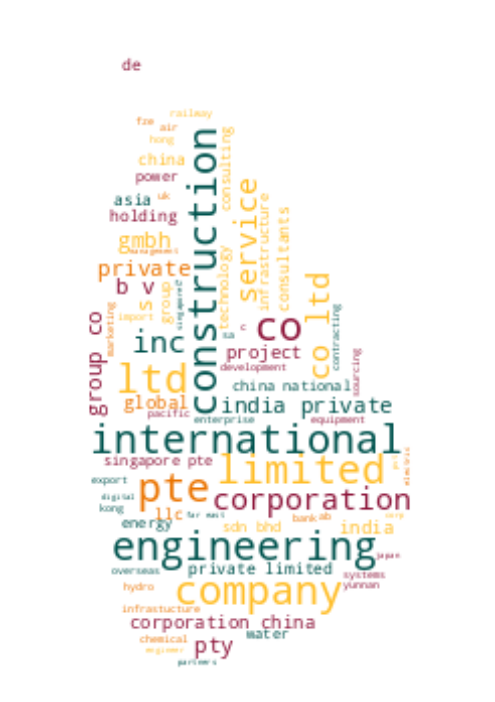 de
railway
fze
air
hong
construction
consulting
china
power
service
asia
uk
holding
infrastructure
consultants
gmbh
management
private
technology
b v
co ltd
s
group
singapore
marketing
import
contracting
c
co
sa
inc
group co
project
sourcing
development
ltd
china national
global
india private
pacific
enterprise
equipment
international
singapore pte
limited
electric
export
pte
digital
corporation
kong
llc
far east
bank
ab
corp
energy
sdn bhd
india
engineering
japan
overseas
private limited
systems
hydro
company
yunnan
infrastucture
corporation china
water
chemical
pty
engineer
partners